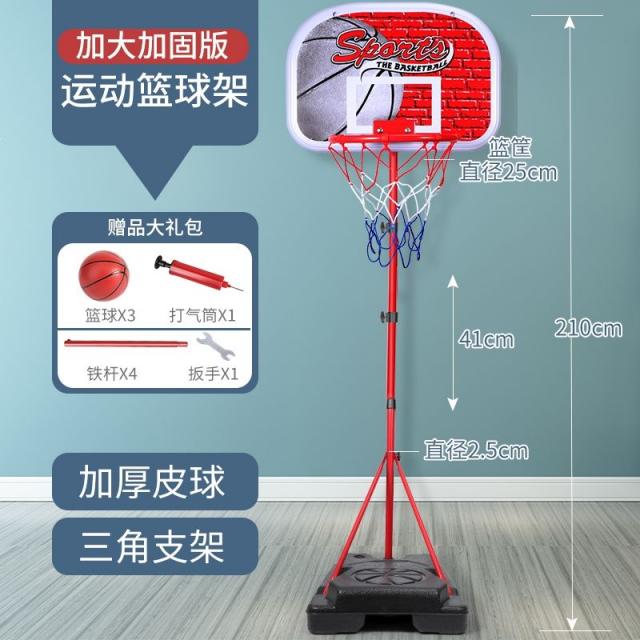 加大加固版
运动篮球架
赠品大礼包
篮球X3
打气筒X1
铁杆X4
扳手X1
加厚皮球
三角支架
Sports
THE BASKETBALL
篮筐
直径25cm
41cm
210cm
直径2.5cm